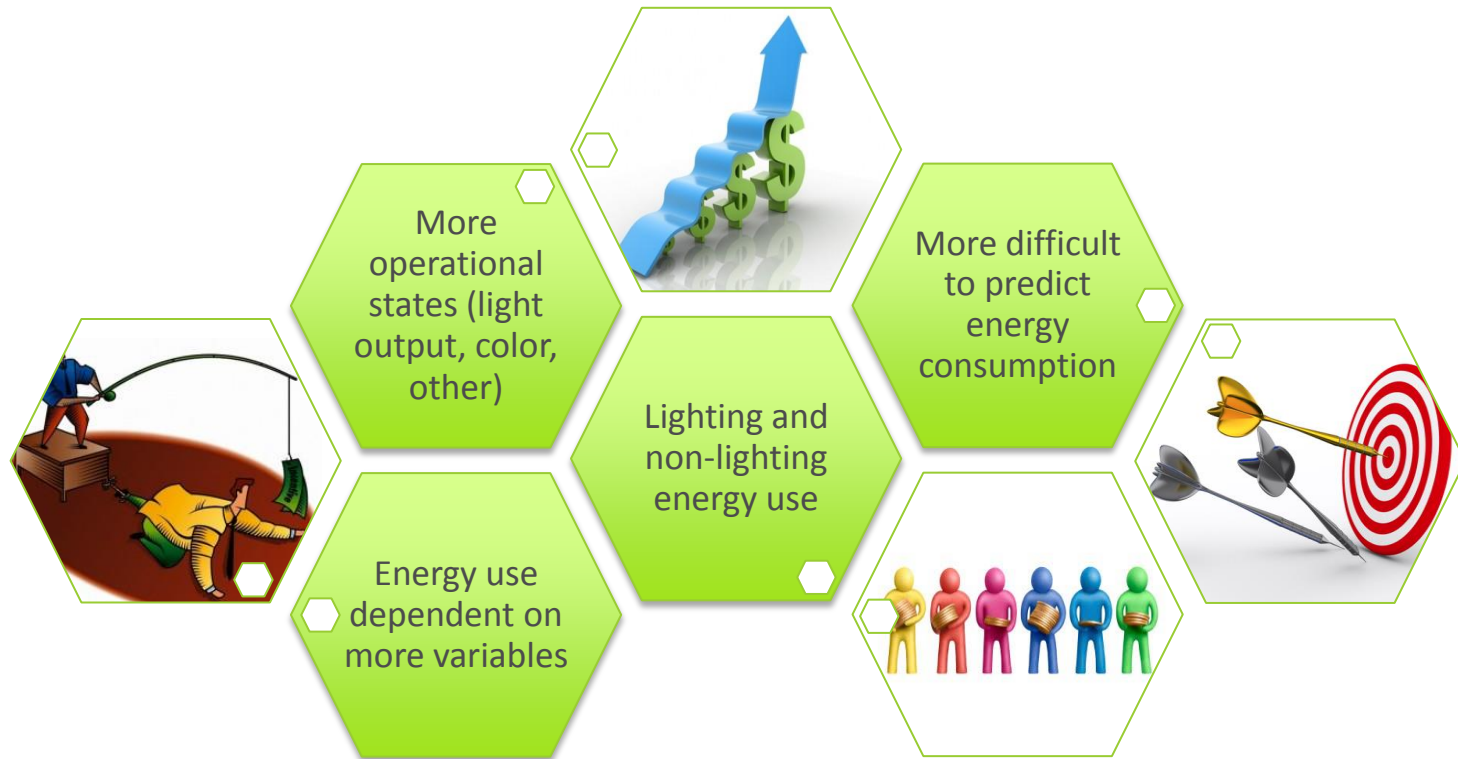 More
operational
states (light
output, color,
other)
More difficult
to predict
energy
consumption
Lighting and
non-lighting
energy use
Energy use
dependent on
more variables